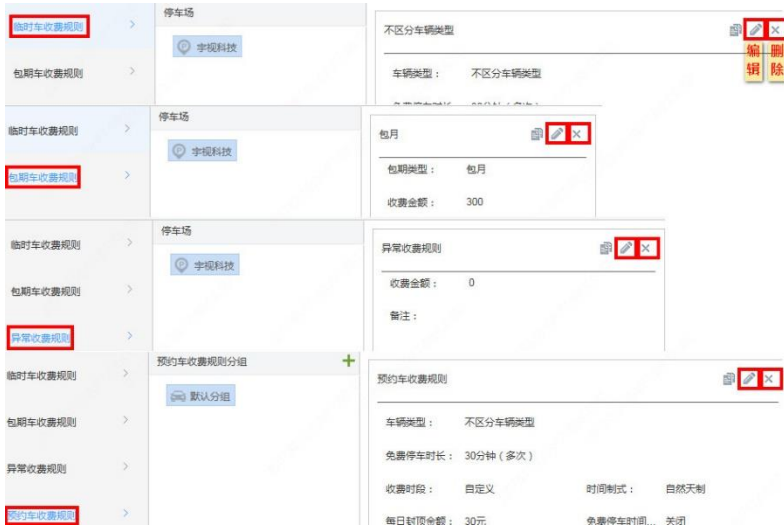 临时车收费规则
包期车收费规则
停车场
宇视科技
不区分车辆类型
编辑
删除
车辆类型： 不区分车辆类型
临时车收费规则
包期车收费规则
停车场
宇视科技
包月
包期类型： 包月
收费金额： 300
临时车收费规则
包期车收费规则
异常收费规则
停车场
宇视科技
异常收费规则
收费金额： 0
备注：
临时车收费规则
包期车收费规则
异常收费规则
预约车收费规则
预约车收费规则分组
默认分组
预约车收费规则
车辆类型： 不区分车辆类型
免费停车时长： 30分钟（多次）
收费时段： 自定义 时间制式： 自然天制
每日封顶金额： 30元 免费停车时间... 关闭